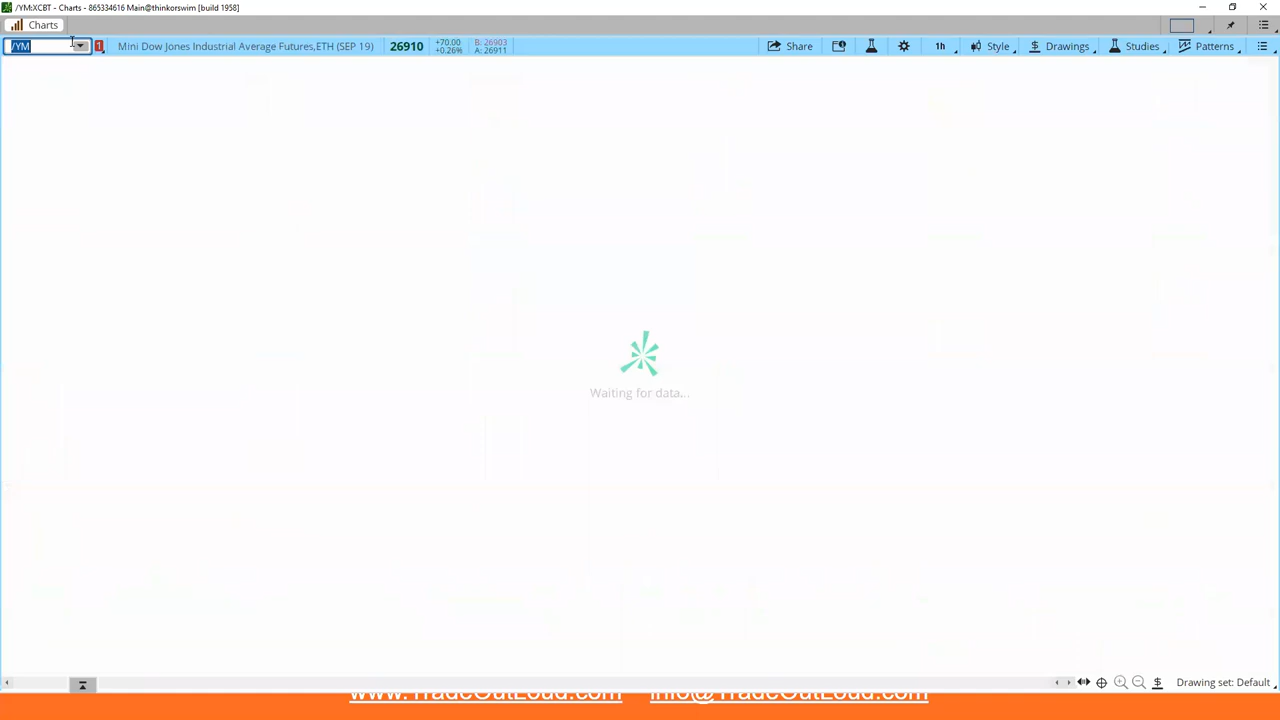 /YM:XCBT - Charts - 865334616 Main@thinkorswim [build 1958]
Charts
/YM
1
Mini Dow Jones Industrial Average Futures,ETH (SEP 19)
26910
+70.00
+0.26%
B: 26903
A: 26911
Share
1h
Style
Drawings
Studies
Patterns
Waiting for data...
Drawing set: Default
www.TradeOutLoud.com info@TradeOutLoud.com